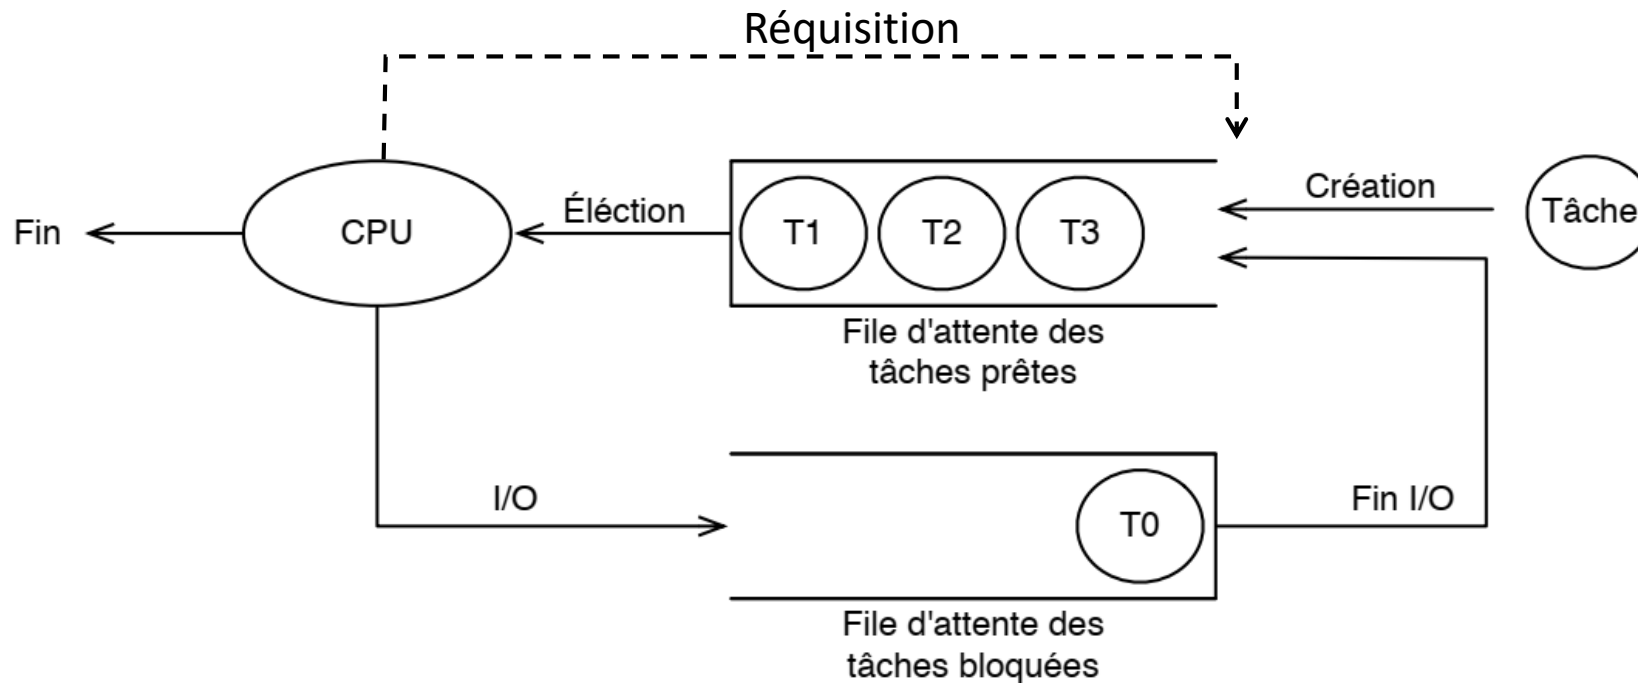 Réquisition
Fin
CPU
Éléction
T1
T2
T3
Création
Tâche
File d'attente des
tâches prêtes
I/O
T0
Fin I/O
File d'attente des
tâches bloquées